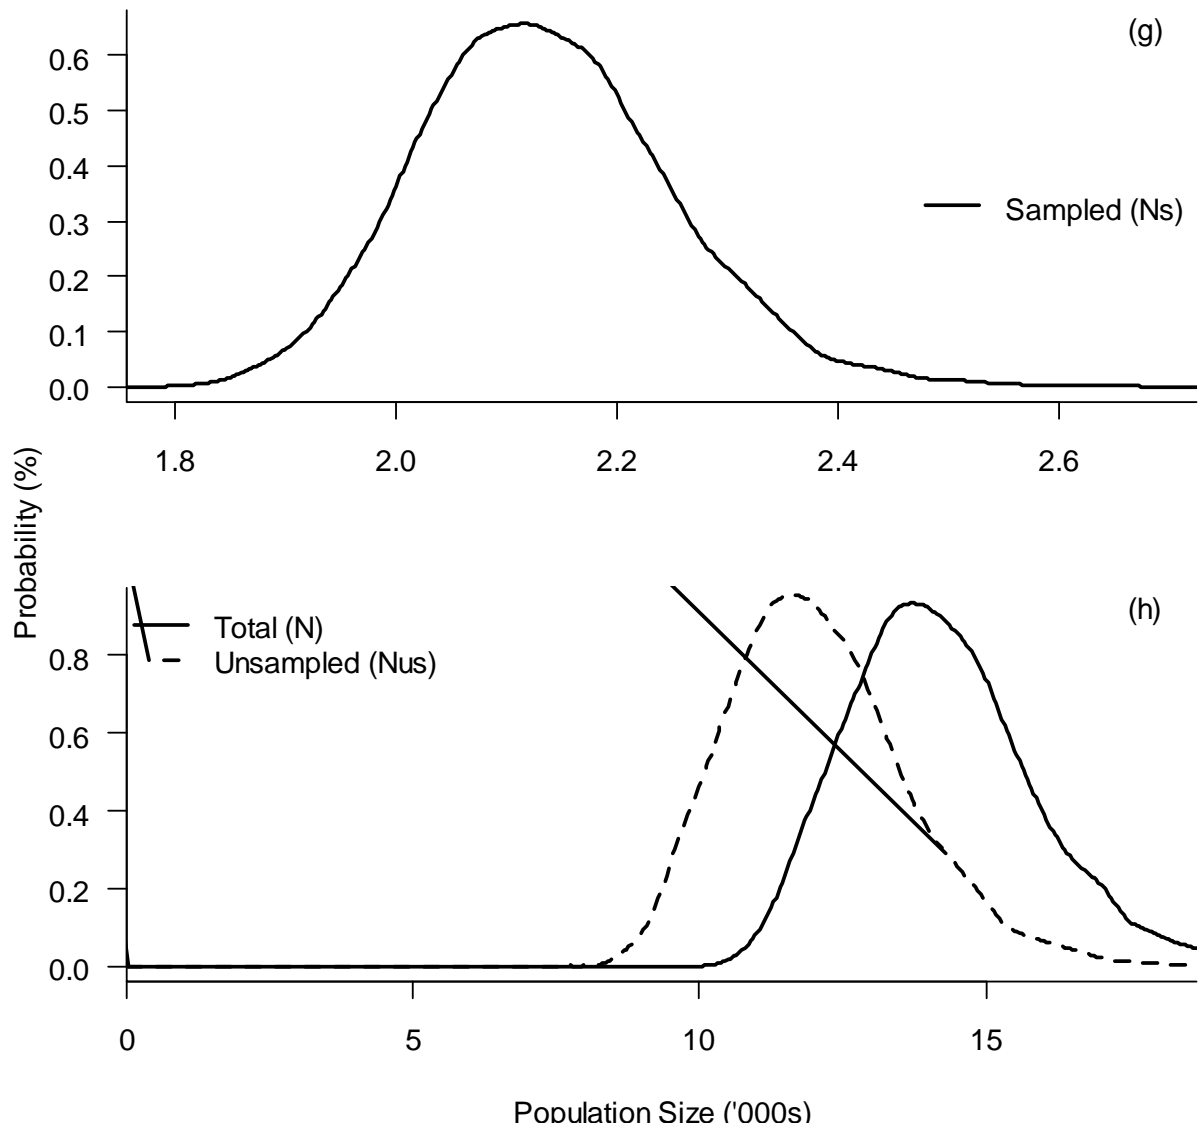 (g)
0.6
0.5
0.4
0.3
0.2
0.1
0.0
Sampled (Ns)
1.8 2.0 2.2 2.4 2.6
Probability (%)
(h)
Total (N)
Unsampled (Nus)
0.8
0.6
0.4
0.2
0.0
0 5 10 15
Population Size ('000s)